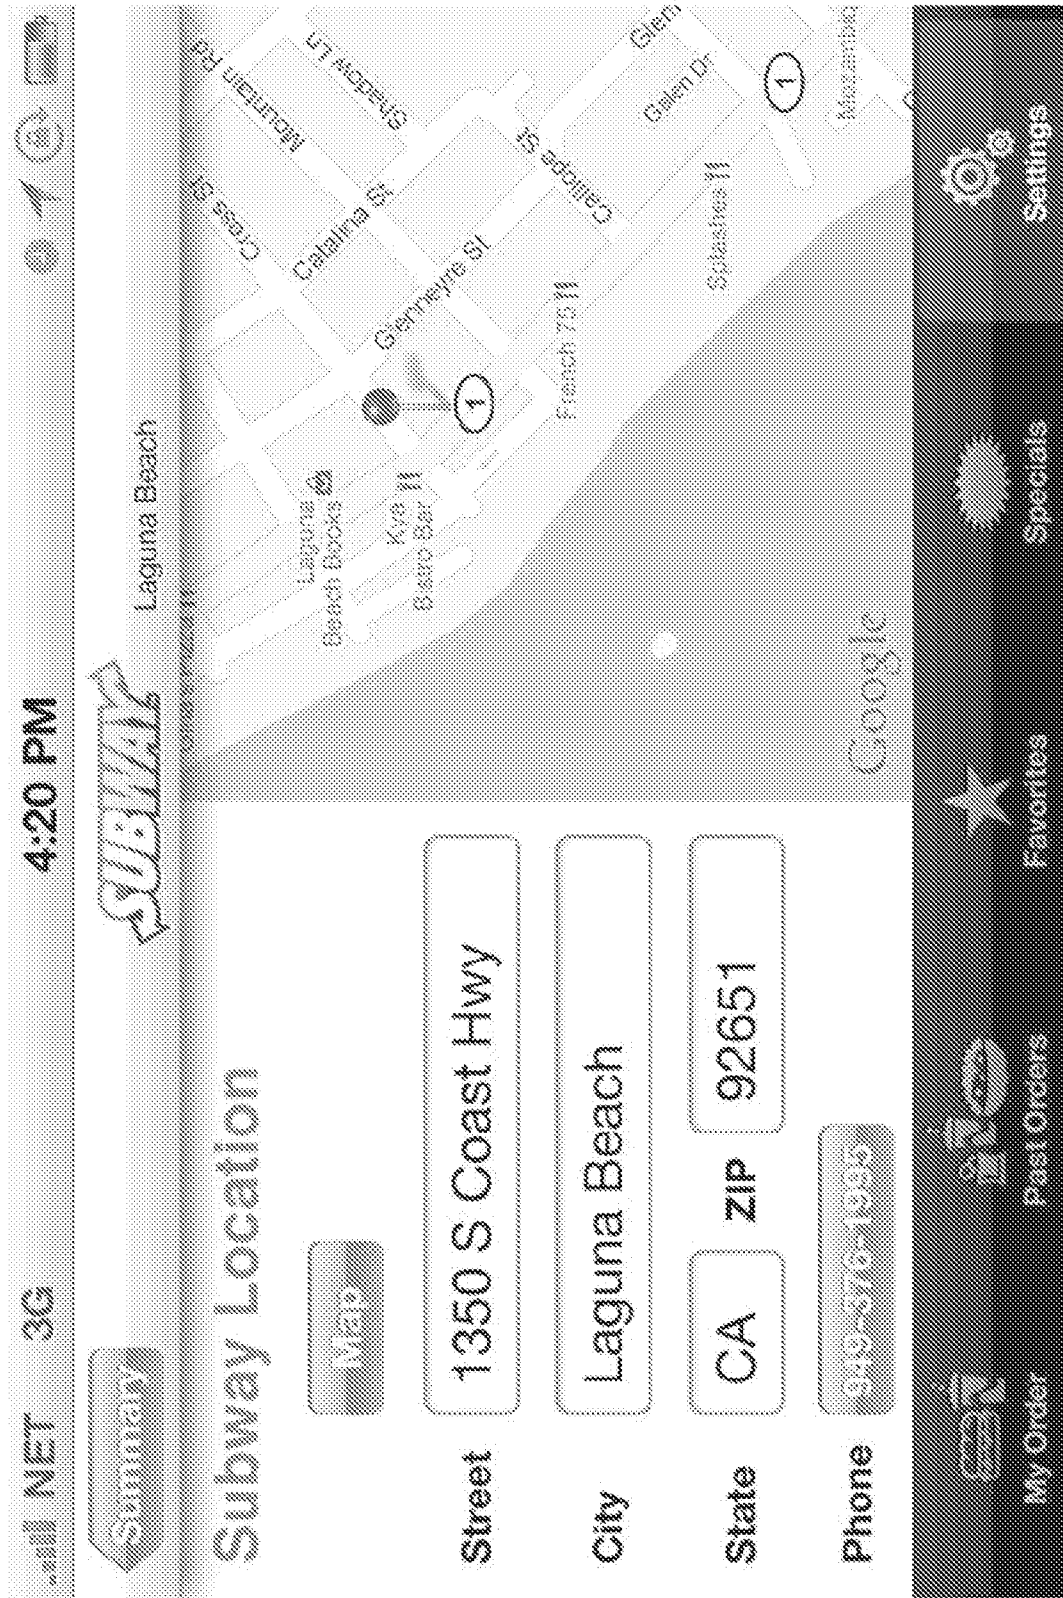 NET 3G 4:20 PM
Summary SUBWAY Laguna Beach
Subway Location
Map
Street 1350 S Coast Hwy
City Laguna Beach
State CA ZIP 92651
Phone 949-376-1995
Cross St
Mountain Rd
Shadow Ln
Catalina St
Glenneyre St
Calliope St
Glenn
Galen Dr
Laguna
Beach Books
Kya
Bistro Bar
1
French 75
Splashes
1
Google
My Order Past Orders Favorites Specials Settings